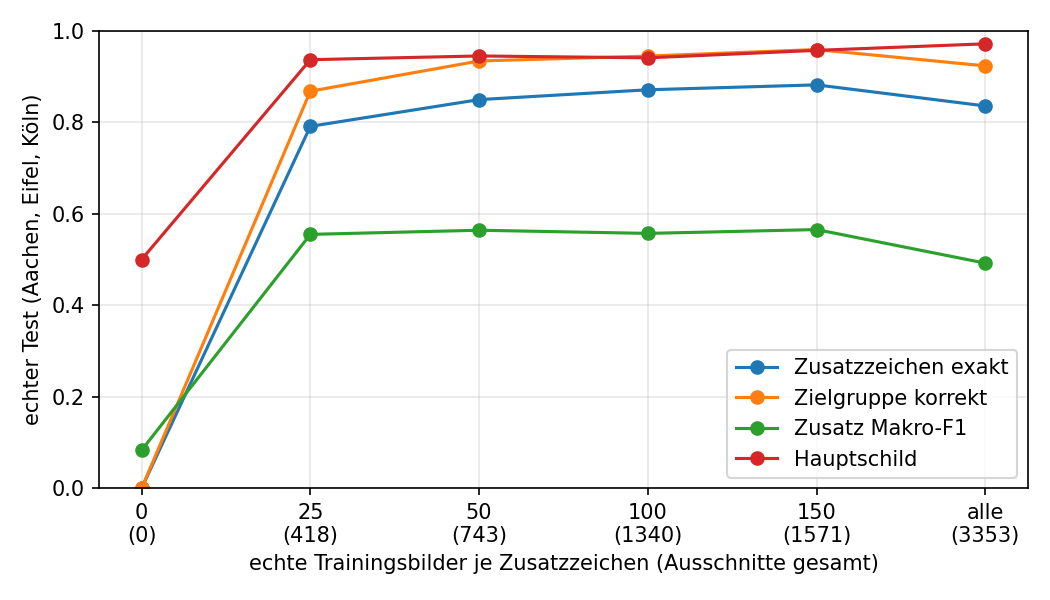 1.0
0.8
0.6
0.4
0.2
0.0
echter Test (Aachen, Eifel, Köln)
Zusatzzeichen exakt
Zielgruppe korrekt
Zusatz Makro-F1
Hauptschild
0 25 50 100 150 alle
(0) (418) (743) (1340) (1571) (3353)
echte Trainingsbilder je Zusatzzeichen (Ausschnitte gesamt)